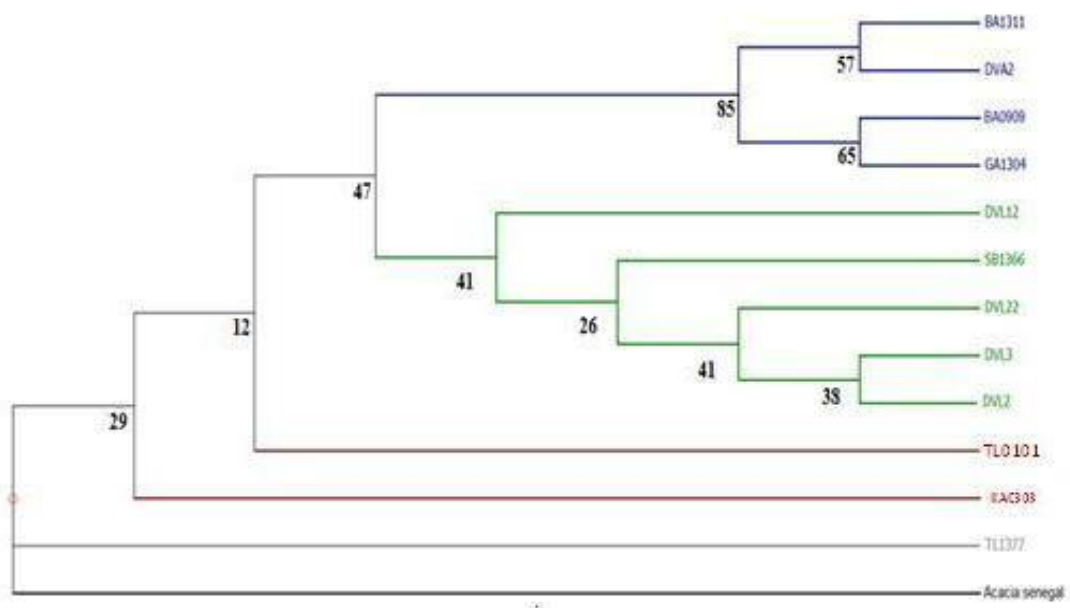 BA1311
DVA2
57
85
BA0909
65
GA1304
47
DVL12
41
SB1366
26
DVL22
41
DVL3
38
DVL2
12
TL0101
29
KAC303
TL1377
Acacia senegal